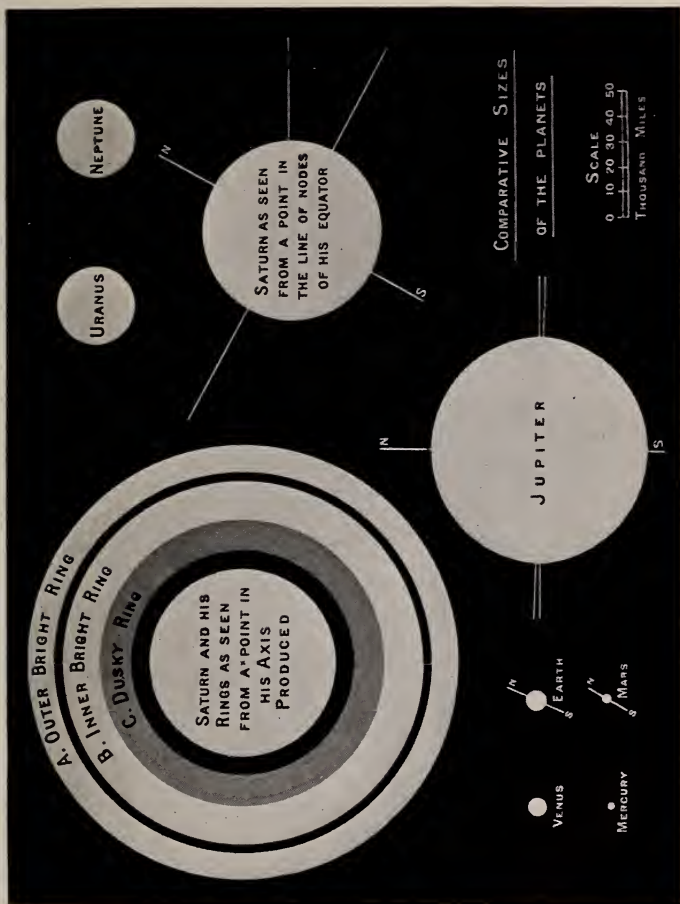 COMPARATIVE SIZES
OF THE PLANETS
SCALE
0 10 20 30 40 50
THOUSAND MILES
NEPTUNE
URANUS
N
SATURN AS SEEN
FROM A POINT IN
THE LINE OF NODES
OF HIS EQUATOR
S
A. OUTER BRIGHT RING
B. INNER BRIGHT RING
C. DUSKY RING
SATURN AND HIS
RINGS AS SEEN
FROM A POINT IN
HIS AXIS
PRODUCED
N
JUPITER
S
N
S
EARTH
VENUS
N
S
MARS
MERCURY